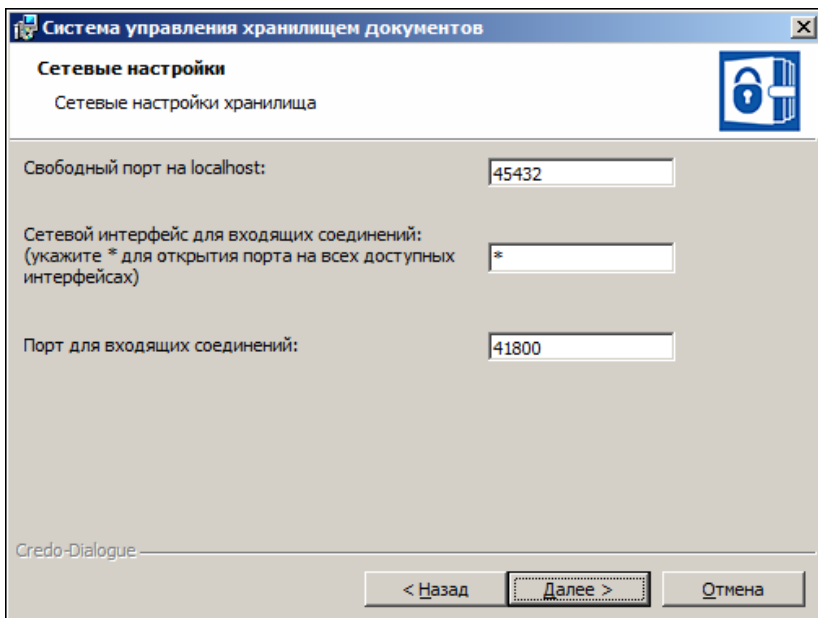 Система управления хранилищем документов
Сетевые настройки
Сетевые настройки хранилища
Свободный порт на localhost:
45432
Сетевой интерфейс для входящих соединений:
(укажите * для открытия порта на всех доступных
интерфейсах)
*
Порт для входящих соединений:
41800
Credo-Dialogue
< Назад
Далее >
Отмена